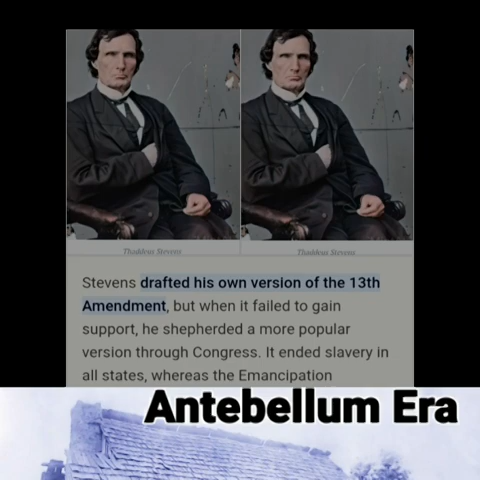 Thaddeus Stevens Thaddeus Stevens
Stevens drafted his own version of the 13th
Amendment, but when it failed to gain
support, he shepherded a more popular
version through Congress. It ended slavery in
all states, whereas the Emancipation
Antebellum Era